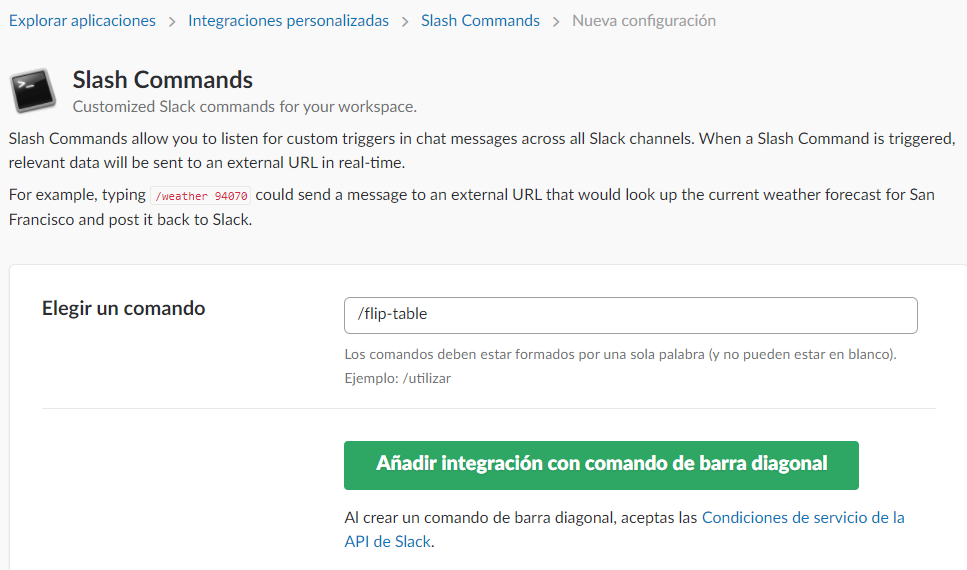 Explorar aplicaciones > Integraciones personalizadas > Slash Commands > Nueva configuración
Slash Commands
Customized Slack commands for your workspace.
Slash Commands allow you to listen for custom triggers in chat messages across all Slack channels. When a Slash Command is triggered,
relevant data will be sent to an external URL in real-time.
For example, typing /weather 94070 could send a message to an external URL that would look up the current weather forecast for San
Francisco and post it back to Slack.
Elegir un comando
/flip-table
Los comandos deben estar formados por una sola palabra (y no pueden estar en blanco).
Ejemplo: /utilizar
Añadir integración con comando de barra diagonal
Al crear un comando de barra diagonal, aceptas las Condiciones de servicio de la
API de Slack.